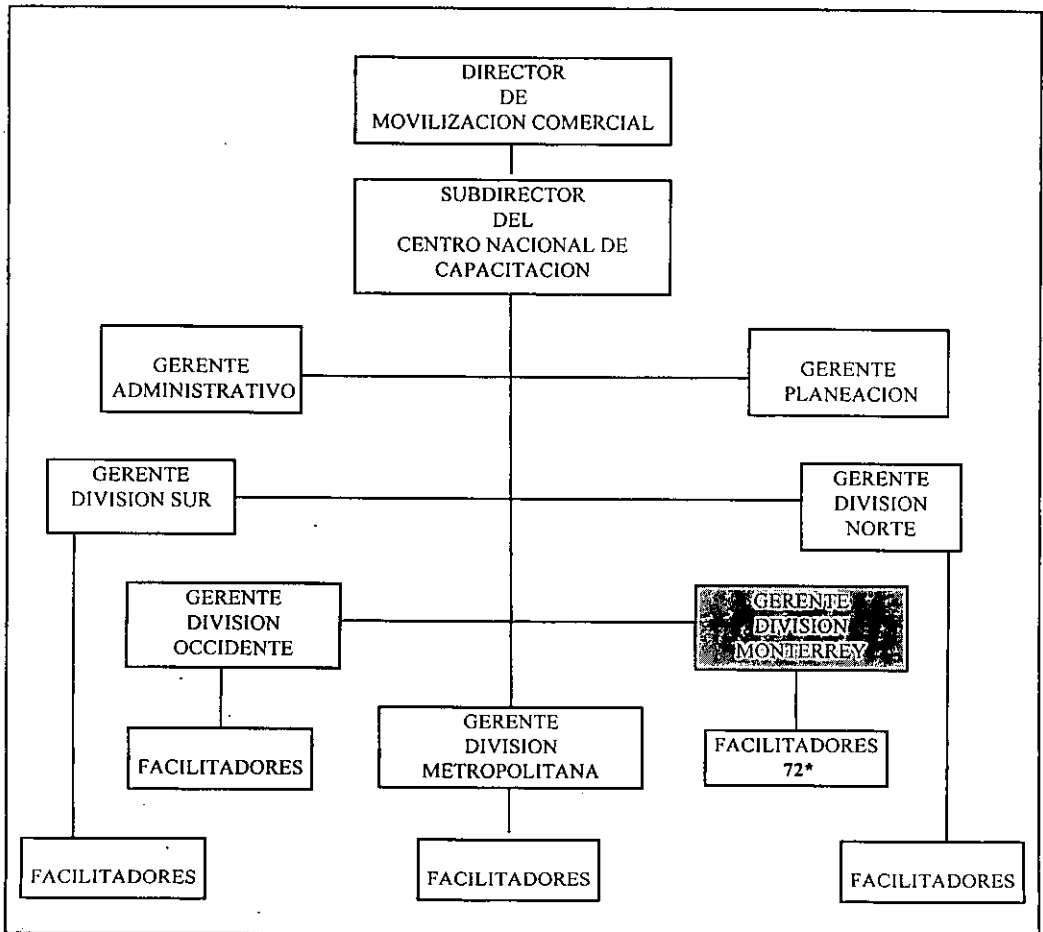 DIRECTOR
DE
MOVILIZACION COMERCIAL
SUBDIRECTOR
DEL
CENTRO NACIONAL DE
CAPACITACION
GERENTE
ADMINISTRATIVO
GERENTE
PLANEACION
GERENTE
DIVISION SUR
GERENTE
DIVISION
NORTE
GERENTE
DIVISION
OCCIDENTE
GERENTE
DIVISION
MONTERREY
FACILITADORES
GERENTE
DIVISION
METROPOLITANA
FACILITADORES
72*
FACILITADORES
FACILITADORES
FACILITADORES